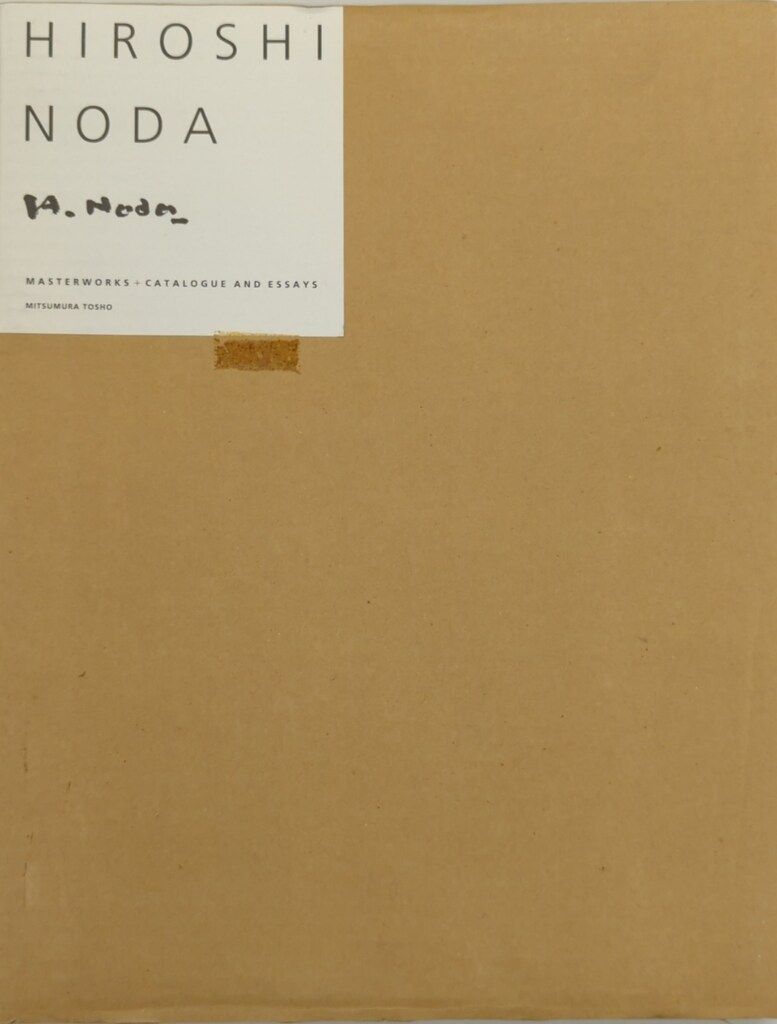 HIROSHI
NODA
H. Noda
MASTERWORKS + CATALOGUE AND ESSAYS
MITSUMURA TOSHO